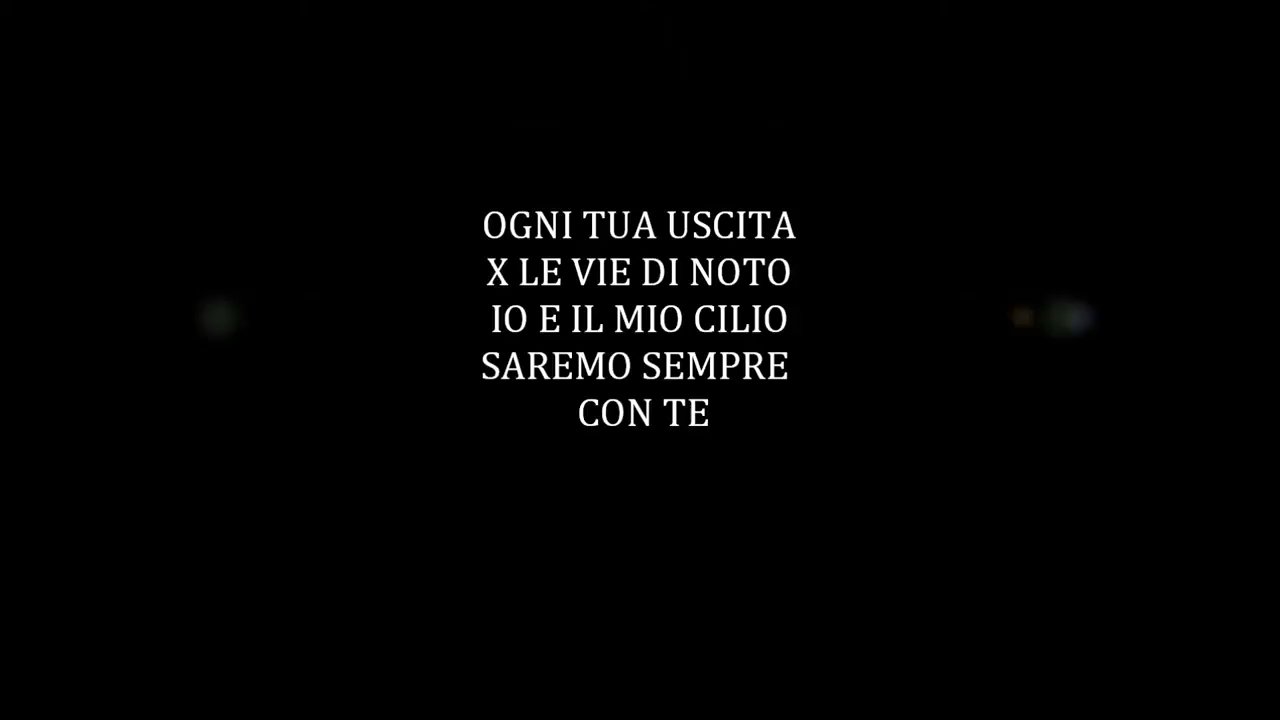 OGNI TUA USCITA
X LE VIE DI NOTO
IO E IL MIO CILIO
SAREMO SEMPRE
CON TE